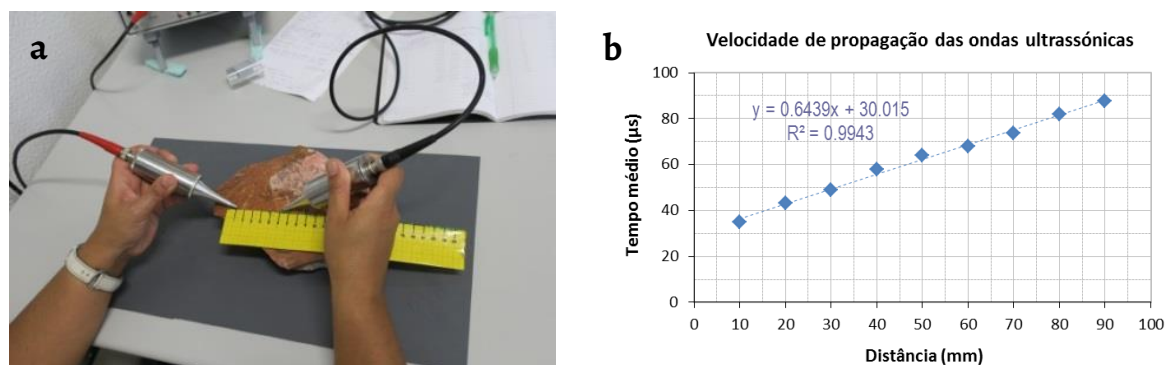 a
b
Velocidade de propagação das ondas ultrassónicas
y = 0.6439x + 30.015
R² = 0.9943
Tempo médio (µs)
100
80
60
40
20
0
0 10 20 30 40 50 60 70 80 90 100
Distância (mm)